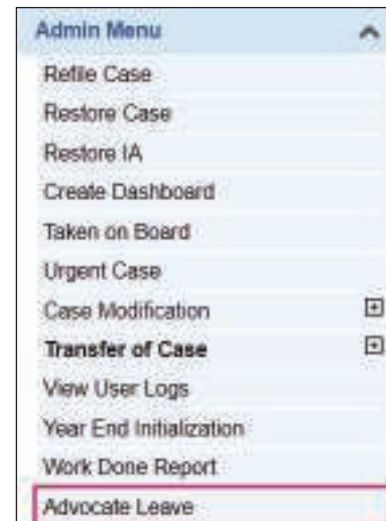 Admin Menu
Refile Case
Restore Case
Restore IA
Create Dashboard
Taken on Board
Urgent Case
Case Modification
Transfer of Case
View User Logs
Year End Initialization
Work Done Report
Advocate Leave